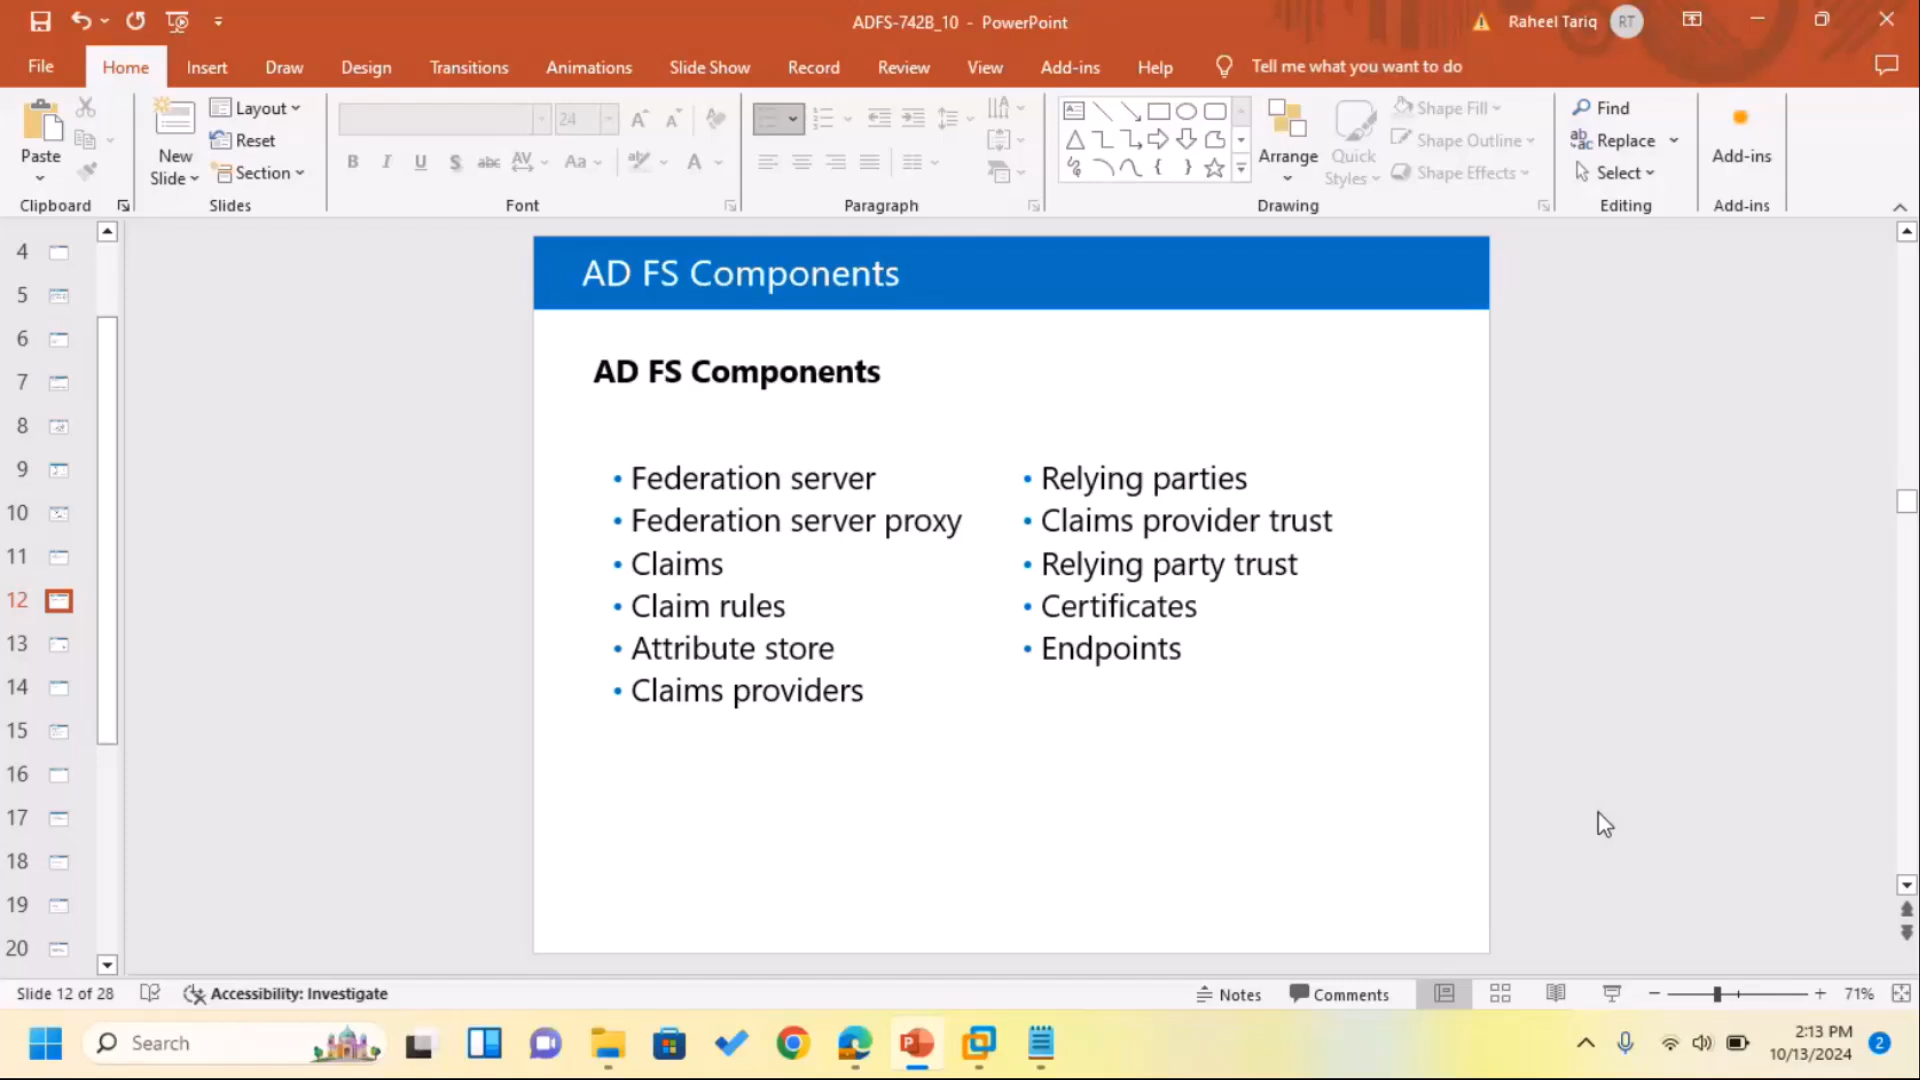 ADFS-742B_10 - PowerPoint
Raheel Tariq
RT
File
Home
Insert
Draw
Design
Transitions
Animations
Slide Show
Record
Review
View
Add-ins
Help
Tell me what you want to do
Paste
Clipboard
New
Slide
Layout
Reset
Section
Slides
24
B I U S abc AV Aa A
Font
Paragraph
Arrange
Quick
Styles
Shape Fill
Shape Outline
Shape Effects
Drawing
Find
Replace
Select
Editing
Add-ins
Add-ins
4
5
6
7
8
9
10
11
12
13
14
15
16
17
18
19
20
AD FS Components
AD FS Components
• Federation server
• Federation server proxy
• Claims
• Claim rules
• Attribute store
• Claims providers
• Relying parties
• Claims provider trust
• Relying party trust
• Certificates
• Endpoints
Slide 12 of 28
Accessibility: Investigate
Notes
Comments
71%
Search
2:13 PM
10/13/2024
2